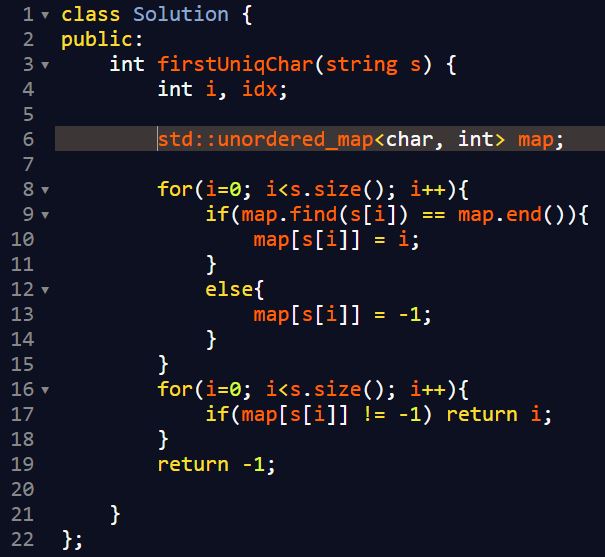 1 class Solution {
2 public:
3     int firstUniqChar(string s) {
4         int i, idx;
5
6         std::unordered_map<char, int> map;
7
8         for(i=0; i<s.size(); i++){
9             if(map.find(s[i]) == map.end()){
10                 map[s[i]] = i;
11             }
12             else{
13                 map[s[i]] = -1;
14             }
15         }
16         for(i=0; i<s.size(); i++){
17             if(map[s[i]] != -1) return i;
18         }
19         return -1;
20
21     }
22 };